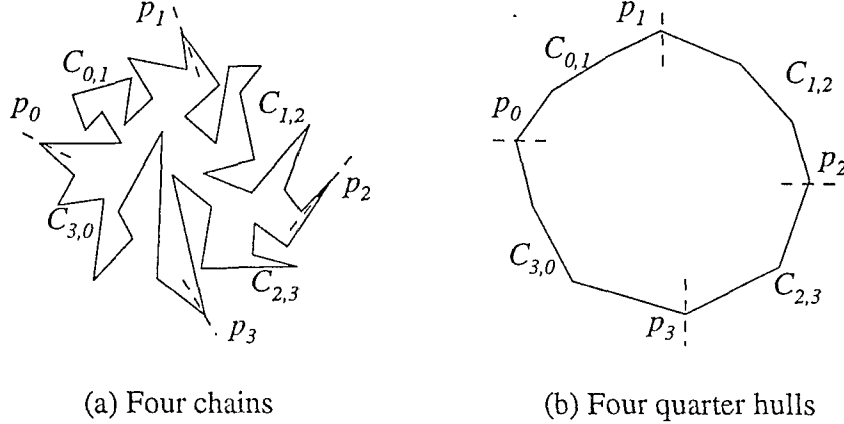 p₁
C₀,₁
p₀
C₁,₂
p₂
C₃,₀
C₂,₃
p₃
(a) Four chains
p₁
C₀,₁
C₁,₂
p₀
p₂
C₃,₀
C₂,₃
p₃
(b) Four quarter hulls